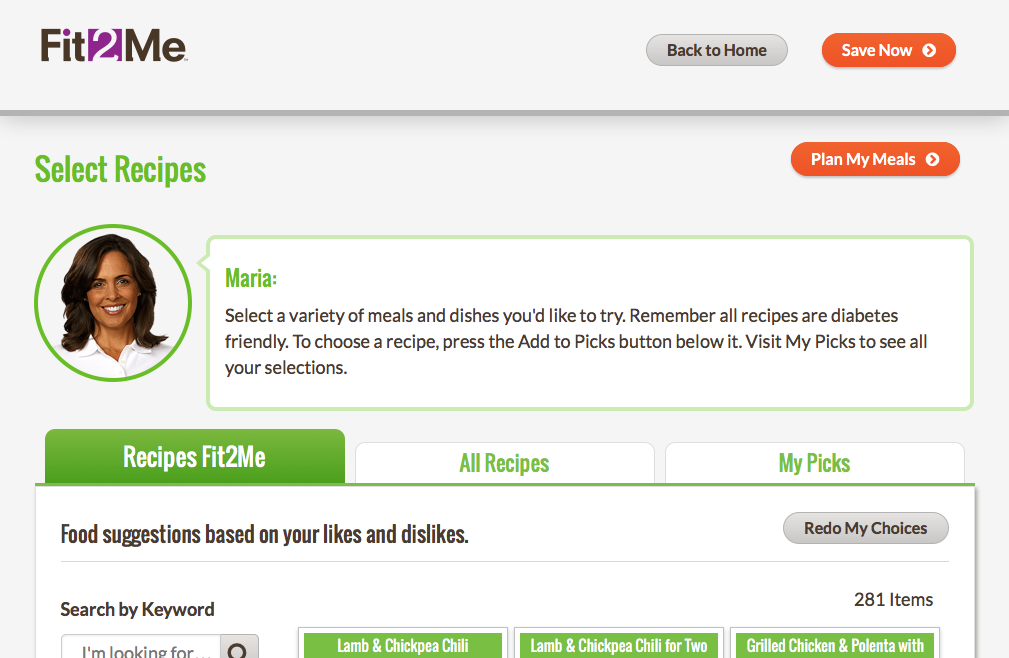 Fit2Me
Back to Home
Save Now
Select Recipes
Plan My Meals
Maria:
Select a variety of meals and dishes you'd like to try. Remember all recipes are diabetes
friendly. To choose a recipe, press the Add to Picks button below it. Visit My Picks to see all
your selections.
Recipes Fit2Me
All Recipes
My Picks
Food suggestions based on your likes and dislikes.
Redo My Choices
281 Items
Search by Keyword
I'm looking for...
Lamb & Chickpea Chili
Lamb & Chickpea Chili for Two
Grilled Chicken & Polenta with